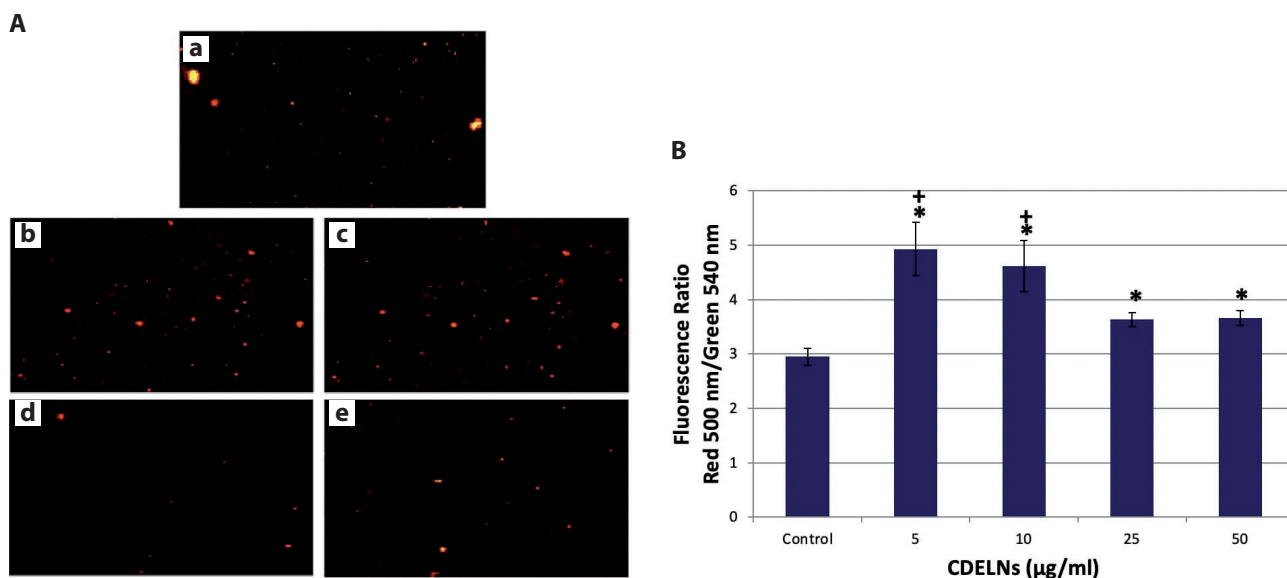 A
a
b
c
d
e
B
Fluorescence Ratio
Red 500 nm/Green 540 nm
6
5
4
3
2
1
0
+
*
+
*
*
*
Control 5 10 25 50
CDELNs (µg/ml)